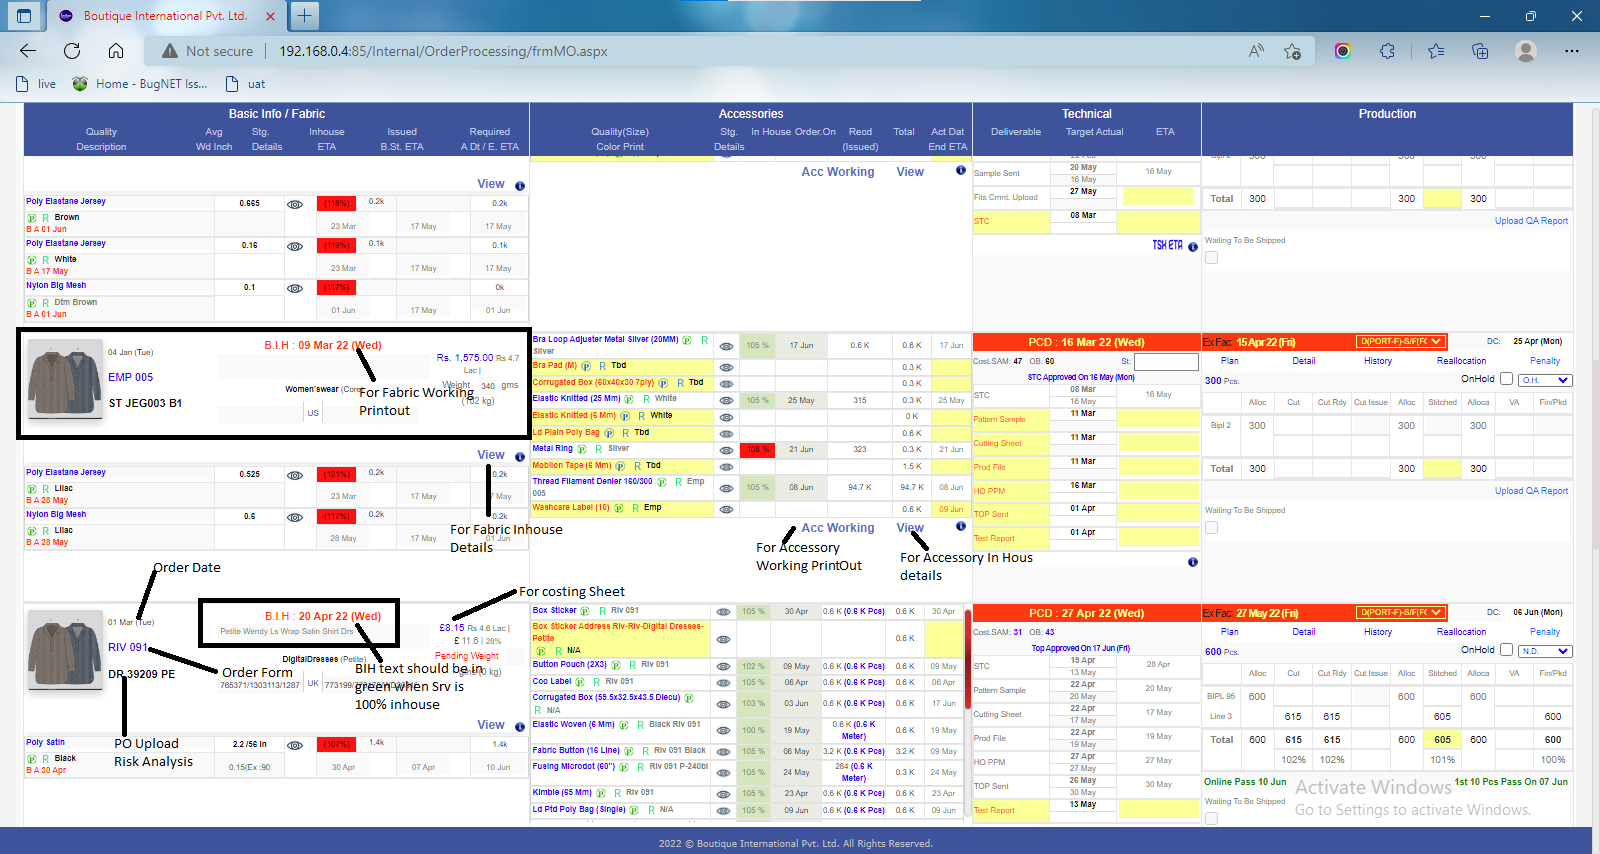 Boutique International Pvt. Ltd.
Not secure
192.168.0.4:85/Internal/OrderProcessing/frmMO.aspx
live
Home - BugNET Iss...
uat
Basic Info / Fabric
Accessories
Technical
Production
Quality Avg Stg. Inhouse Issued Required
Description Wd Inch Details ETA B.St. ETA A Dt / E. ETA
Quality(Size) Stg. In House Order.On Recd Total Act Dat
Color Print Details (Issued) End ETA
Deliverable Target Actual ETA
View
Poly Elastane Jersey 0.665 (118%) 0.2k 0.2k
P R Brown
B A 01 Jun 23 Mar 17 May 17 May
Poly Elastane Jersey 0.16 (119%) 0.1k 0.1k
P R White
B A 17 May 23 Mar 17 May 17 May
Nylon Big Mesh 0.1 (117%) 0k
P R Dtm Brown
B A 01 Jun 01 Jun 17 May 01 Jun
Acc Working View
Sample Sent 20 May 16 May
16 May
Fits Cmnt. Upload 27 May
STC 08 Mar
TSH ETA
Total 300 300 300
Upload QA Report
Waiting To Be Shipped
04 Jan (Tue)
EMP 005
ST JEG003 B1
B.I.H : 09 Mar 22 (Wed)
Rs. 1,575.00 Rs 4.7
Lac |
Women'swear
Weight 340 gms
US
For Fabric Working
Printout
View
Poly Elastane Jersey 0.525 (121%) 0.2k 0.2k
P R Lilac
B A 28 May 23 Mar 17 May
Nylon Big Mesh 0.6 (117%) 0.2k 0.2k
P R Lilac
B A 28 May 28 May 17 May 01 Jun
For Fabric Inhouse
Details
Bra Loop Adjuster Metal Silver (20MM) P R 105 % 17 Jun 0.6 K 0.6 K 17 Jun
Silver
Bra Pad (M) P R Tbd 0.3 K
Corrugated Box (60x40x30 7ply) P R Tbd 0.3 K
Elastic Knitted (25 Mm) P R White 105 % 25 May 315 0.3 K 25 May
Elastic Knitted (6 Mm) P R White 0 K
Ld Plain Poly Bag P R Tbd 0.6 K
Metal Ring P R Silver 108 % 21 Jun 323 0.3 K 21 Jun
Mobilon Tape (6 Mm) P R Tbd 1.5 K
Thread Filament Denier 160/300 P R Emp 105 % 08 Jun 94.7 K 94.7 K 08 Jun
005
Washcare Label (10) P R Emp 0.6 K 09 Jun
Acc Working View
For Accessory
Working PrintOut
For Accessory In Hous
details
PCD : 16 Mar 22 (Wed)
Cost.SAM: 47 OB: 60 St:
STC Approved On 16 May (Mon)
STC 08 Mar 16 May
16 May
Pattern Sample 11 Mar
Cutting Sheet 11 Mar
Prod File 11 Mar
HO PPM 16 Mar
TOP Sent 01 Apr
Test Report 01 Apr
Ex Fac: 15 Apr 22 (Fri) D(PORT-F)-S/F(FC DC: 25 Apr (Mon)
Plan Detail History Reallocation Penalty
300 Pcs. OnHold O.H.
Alloc Cut Cut Rdy Cut Issue Alloc Stitched Alloca VA Fin/Pkd
Bipl 2 300 300 300
Total 300 300 300
Upload QA Report
Waiting To Be Shipped
Order Date
01 Mar (Tue)
RIV 091
DR 39209 PE
B.I.H : 20 Apr 22 (Wed)
Petite Wendy Ls Wrap Satin Shirt Drs
For costing Sheet
£8.15 Rs 4.6 Lac |
£ 11.6 | 28%
Pending Weight
DigitalDresses (Petite)
Order Form
765371/1303113/1287 UK
BIH text should be in
green when Srv is
100% inhouse
View
PO Upload
Risk Analysis
Poly Satin 2.2 /56 In (107%) 1.4k 1.4k
P R Black
B A 30 Apr 0.15(Ex :90 30 Apr 07 Apr 10 Jun
Box Sticker P R Riv 091 105 % 30 Apr 0.6 K (0.6 K Pcs) 0.6 K 30 Apr
Box Sticker Address Riv-Riv-Digital Dresses-
Petite 0.6 K
P R N/A
Button Pouch (2X3) P R Riv 091 102 % 09 May 0.6 K (0.6 K Pcs) 0.6 K 09 May
Coo Label P R Riv 091 105 % 06 Apr 0.6 K (0.6 K Pcs) 0.6 K 06 Apr
Corrugated Box (59.5x32.5x43.5 Diecu) P 103 % 03 Jun 0.6 K (0.6 K Pcs) 0.6 K 17 Jun
R N/A
Elastic Woven (6 Mm) P R Black Riv 091 100 % 19 May 0.6 K (0.6 K 0.6 K 19 May
Meter)
Fabric Button (16 Line) P R Riv 091 Black 105 % 06 May 3.2 K (0.6 K Pcs) 3.2 K 09 May
Fusing Microdot (60") P R Riv 091 P-240bl 105 % 24 May 284 (0.6 K 0.3 K 24 May
Meter)
Kimble (65 Mm) P R Riv 091 105 % 23 Apr 0.6 K (0.6 K Pcs) 0.6 K 23 Apr
Ld Ptd Poly Bag (Single) P R N/A 105 % 09 Jun 0.6 K (0.6 K Pcs) 0.6 K 09 Jun
PCD : 27 Apr 22 (Wed)
Cost.SAM: 31 OB: 43
Top Approved On 17 Jun (Fri)
STC 19 Apr 28 Apr
13 May
Pattern Sample 22 Apr 20 May
20 May
Cutting Sheet 22 Apr 17 May
17 May
Prod File 22 Apr 19 May
19 May
HO PPM 27 Apr 27 May
27 May
TOP Sent 26 May 30 May
30 May
Test Report 13 May
Ex Fac: 27 May 22 (Fri) D(PORT-F)-S/F(FC DC: 06 Jun (Mon)
Plan Detail History Reallocation Penalty
600 Pcs. OnHold N.D.
Alloc Cut Cut Rdy Cut Issue Alloc Stitched Alloca VA Fin/Pkd
BIPL 95 600 600 600
Line 3 615 615 605 600
Total 600 615 615 600 605 600 600
102% 102% 101% 100%
Online Pass 10 Jun 1st 10 Pcs Pass On 07 Jun
Waiting To Be Shipped
Activate Windows
Go to Settings to activate Windows.
2022 © Boutique International Pvt. Ltd. All Rights Reserved.